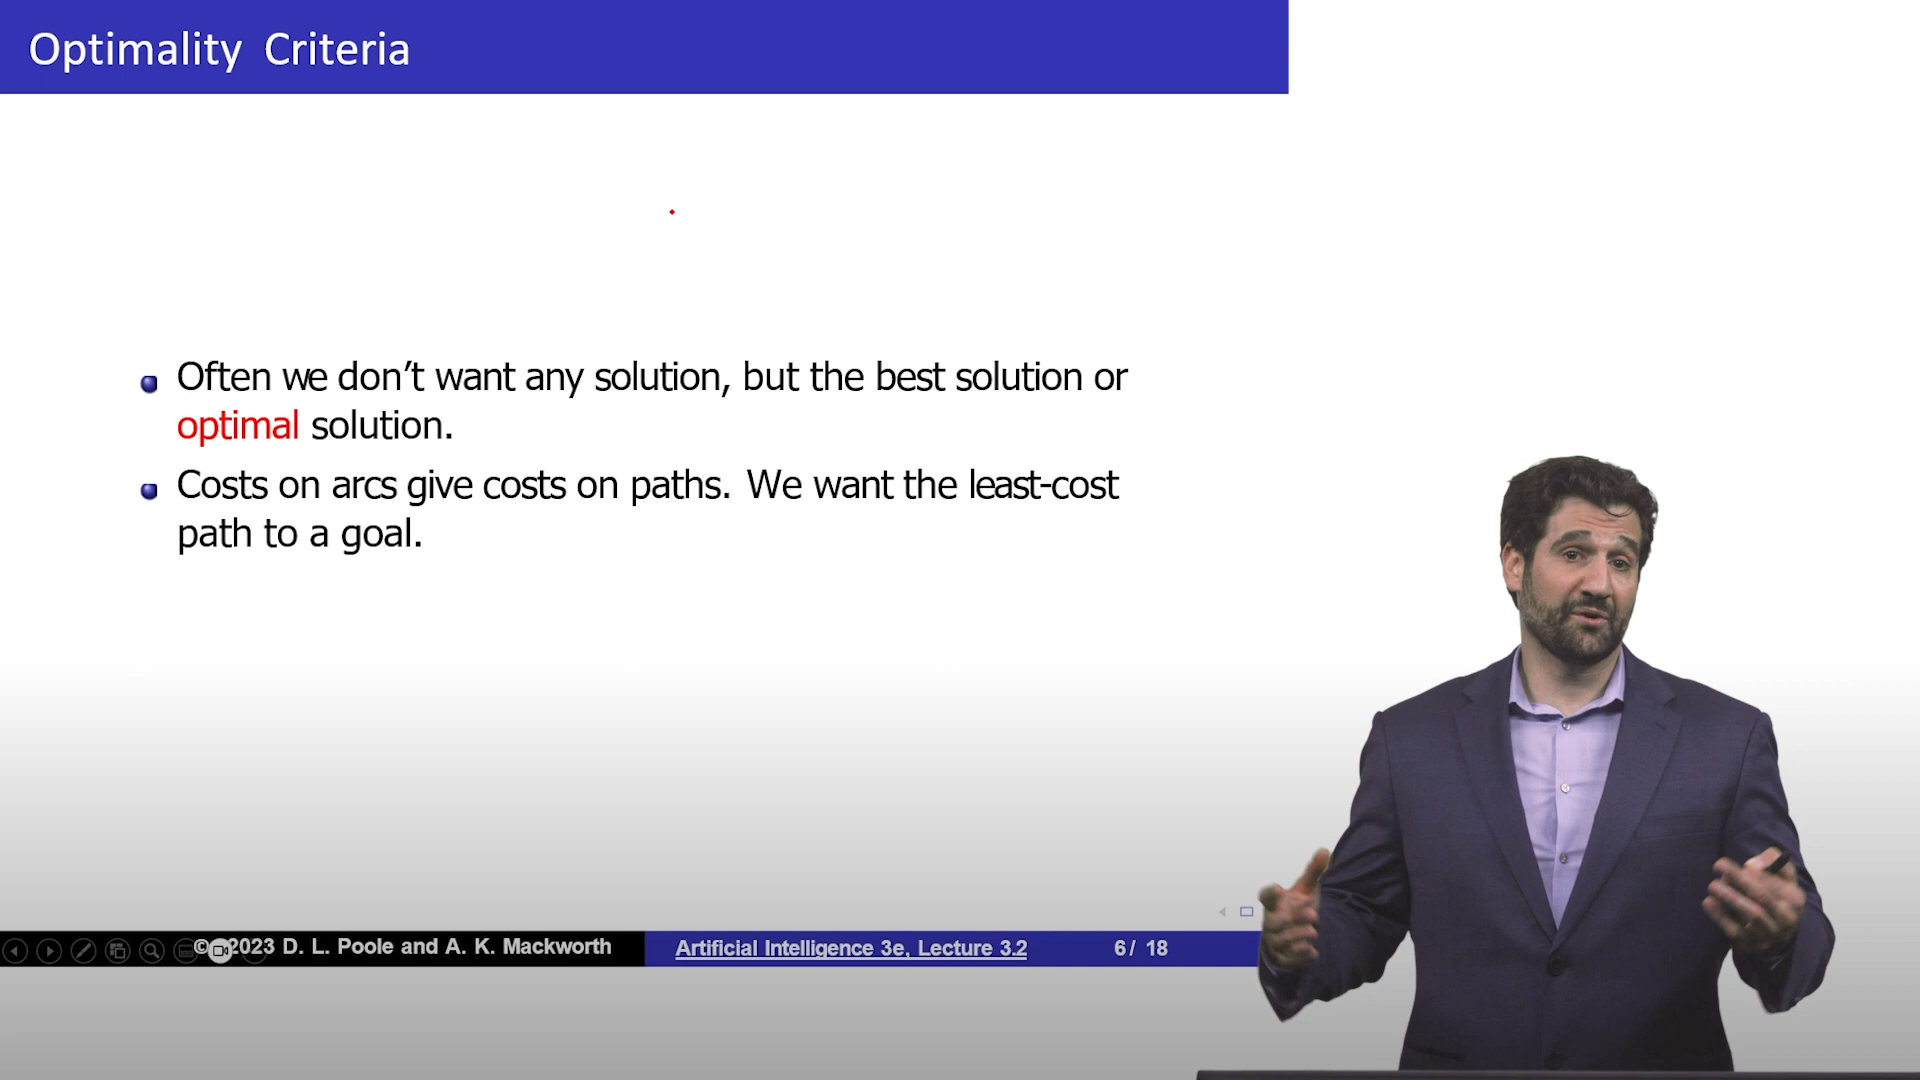 Optimality Criteria
Often we don’t want any solution, but the best solution or
optimal solution.
Costs on arcs give costs on paths. We want the least-cost
path to a goal.
© 2023 D. L. Poole and A. K. Mackworth
Artificial Intelligence 3e, Lecture 3.2
6 / 18